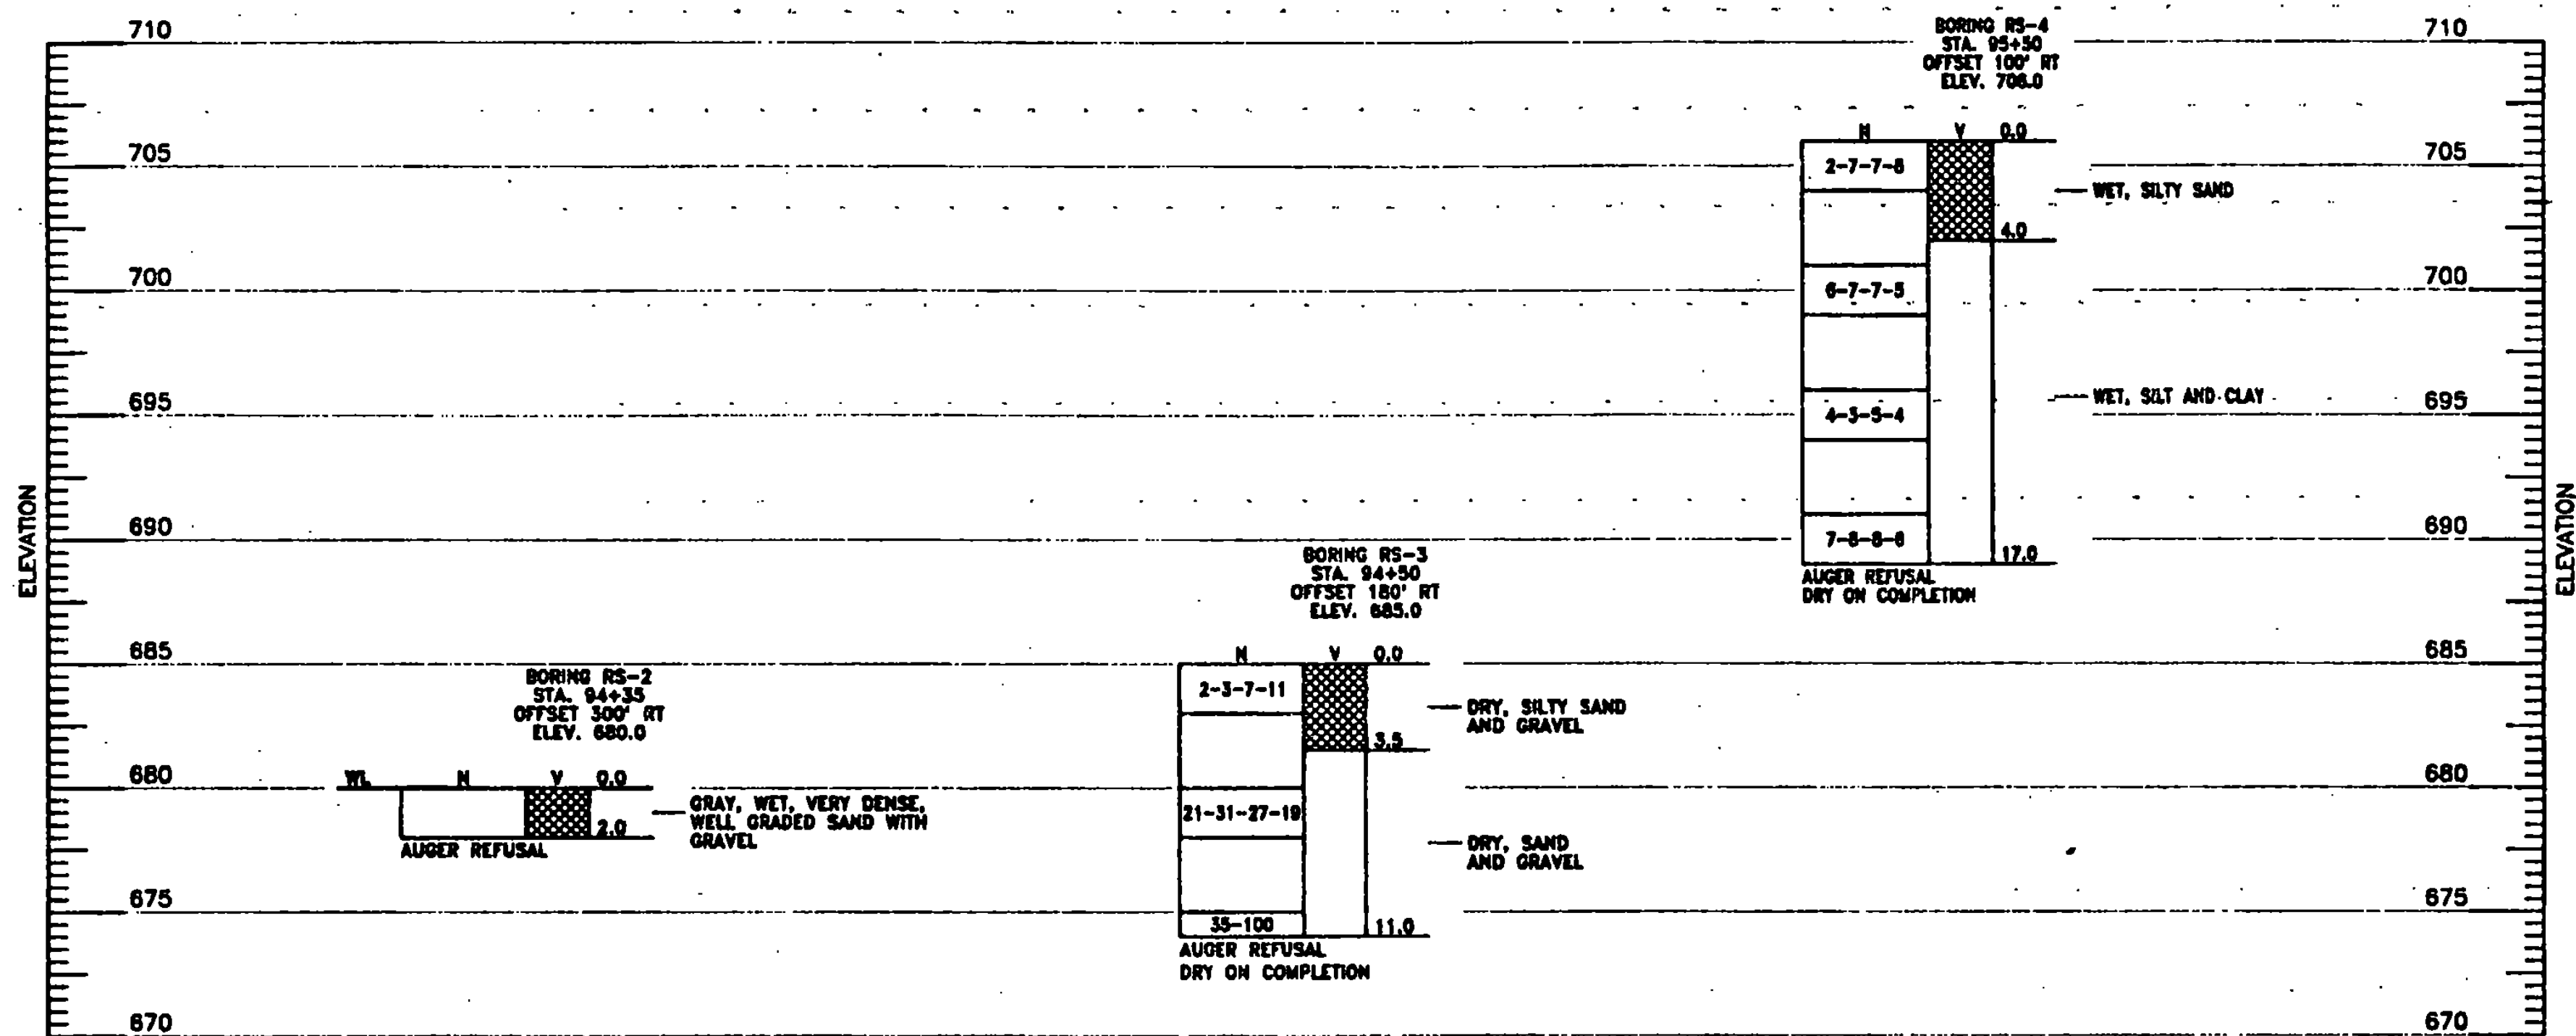 710
710
BORING RS-4
STA. 95+50
OFFSET 100' RT
ELEV. 706.0
N V 0.0
705
705
2-7-7-8
WET, SILTY SAND
4.0
700
700
6-7-7-5
695
695
WET, SILT AND CLAY
4-3-5-4
ELEVATION
ELEVATION
690
690
7-8-8-6
17.0
AUGER REFUSAL
DRY ON COMPLETION
BORING RS-3
STA. 94+50
OFFSET 180' RT
ELEV. 685.0
685
685
N V 0.0
2-3-7-11
DRY, SILTY SAND
AND GRAVEL
3.5
BORING RS-2
STA. 94+35
OFFSET 300' RT
ELEV. 680.0
680
680
WL N V 0.0
GRAY, WET, VERY DENSE,
WELL GRADED SAND WITH
GRAVEL
2.0
AUGER REFUSAL
21-31-27-19
DRY, SAND
AND GRAVEL
675
675
35-100
11.0
AUGER REFUSAL
DRY ON COMPLETION
670
670